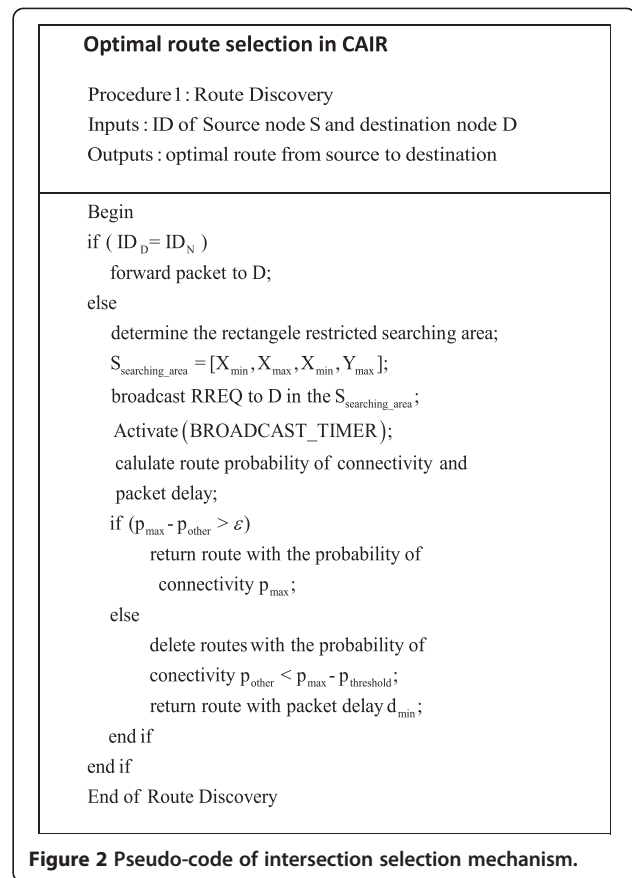 Optimal route selection in CAIR
Procedure1: Route Discovery
Inputs : ID of Source node S and destination node D
Outputs : optimal route from source to destination
Begin
if ( ID_D= ID_N )
forward packet to D;
else
determine the rectangele restricted searching area;
S_searching_area = [X_min, X_max, X_min, Y_max];
broadcast RREQ to D in the S_searching_area;
Activate(BROADCAST_TIMER);
calulate route probability of connectivity and
packet delay;
if (p_max - p_other > ε)
return route with the probability of
connectivity p_max;
else
delete routes with the probability of
conectivity p_other < p_max - p_threshold;
return route with packet delay d_min;
end if
end if
End of Route Discovery
Figure 2 Pseudo-code of intersection selection mechanism.